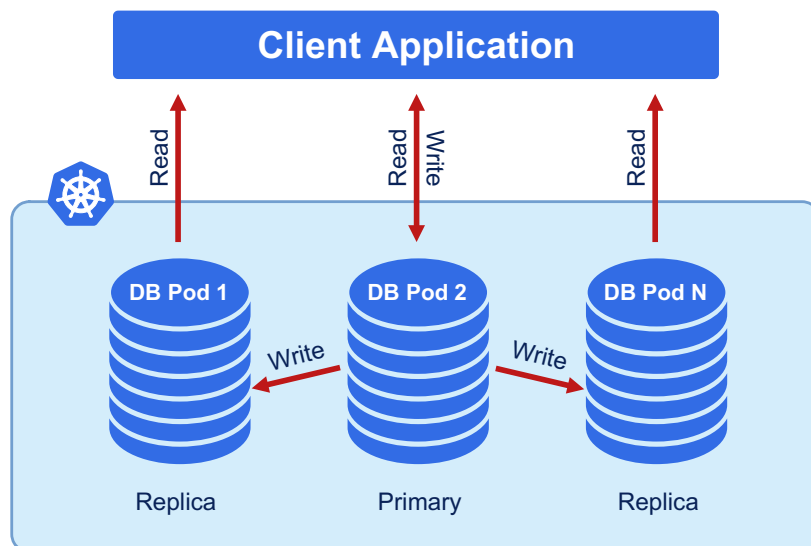 Client Application
Read
Read
Write
Read
DB Pod 1
DB Pod 2
DB Pod N
Write
Write
Replica
Primary
Replica